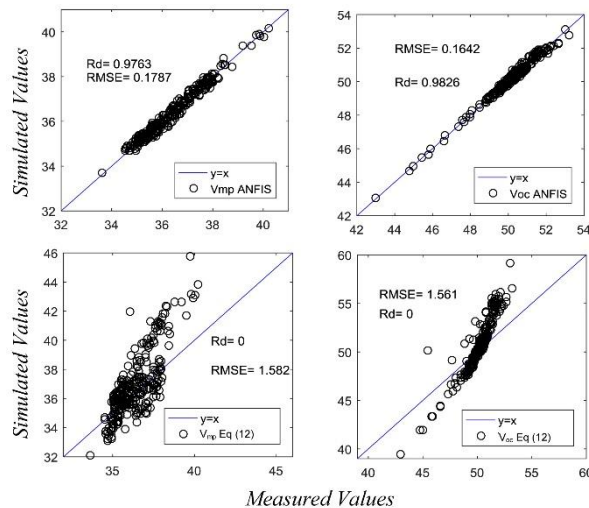 Simulated Values
40
38
36
34
32
32
34
36
38
40
Rd= 0.9763
RMSE= 0.1787
y=x
Vmp ANFIS
54
52
50
48
46
44
42
42
44
46
48
50
52
54
RMSE= 0.1642
Rd= 0.9826
y=x
Voc ANFIS
Simulated Values
46
44
42
40
38
36
34
32
35
40
45
Rd= 0
RMSE= 1.582
y=x
Vmp Eq (12)
60
55
50
45
40
40
45
50
55
60
RMSE= 1.561
Rd= 0
y=x
Voc Eq (12)
Measured Values